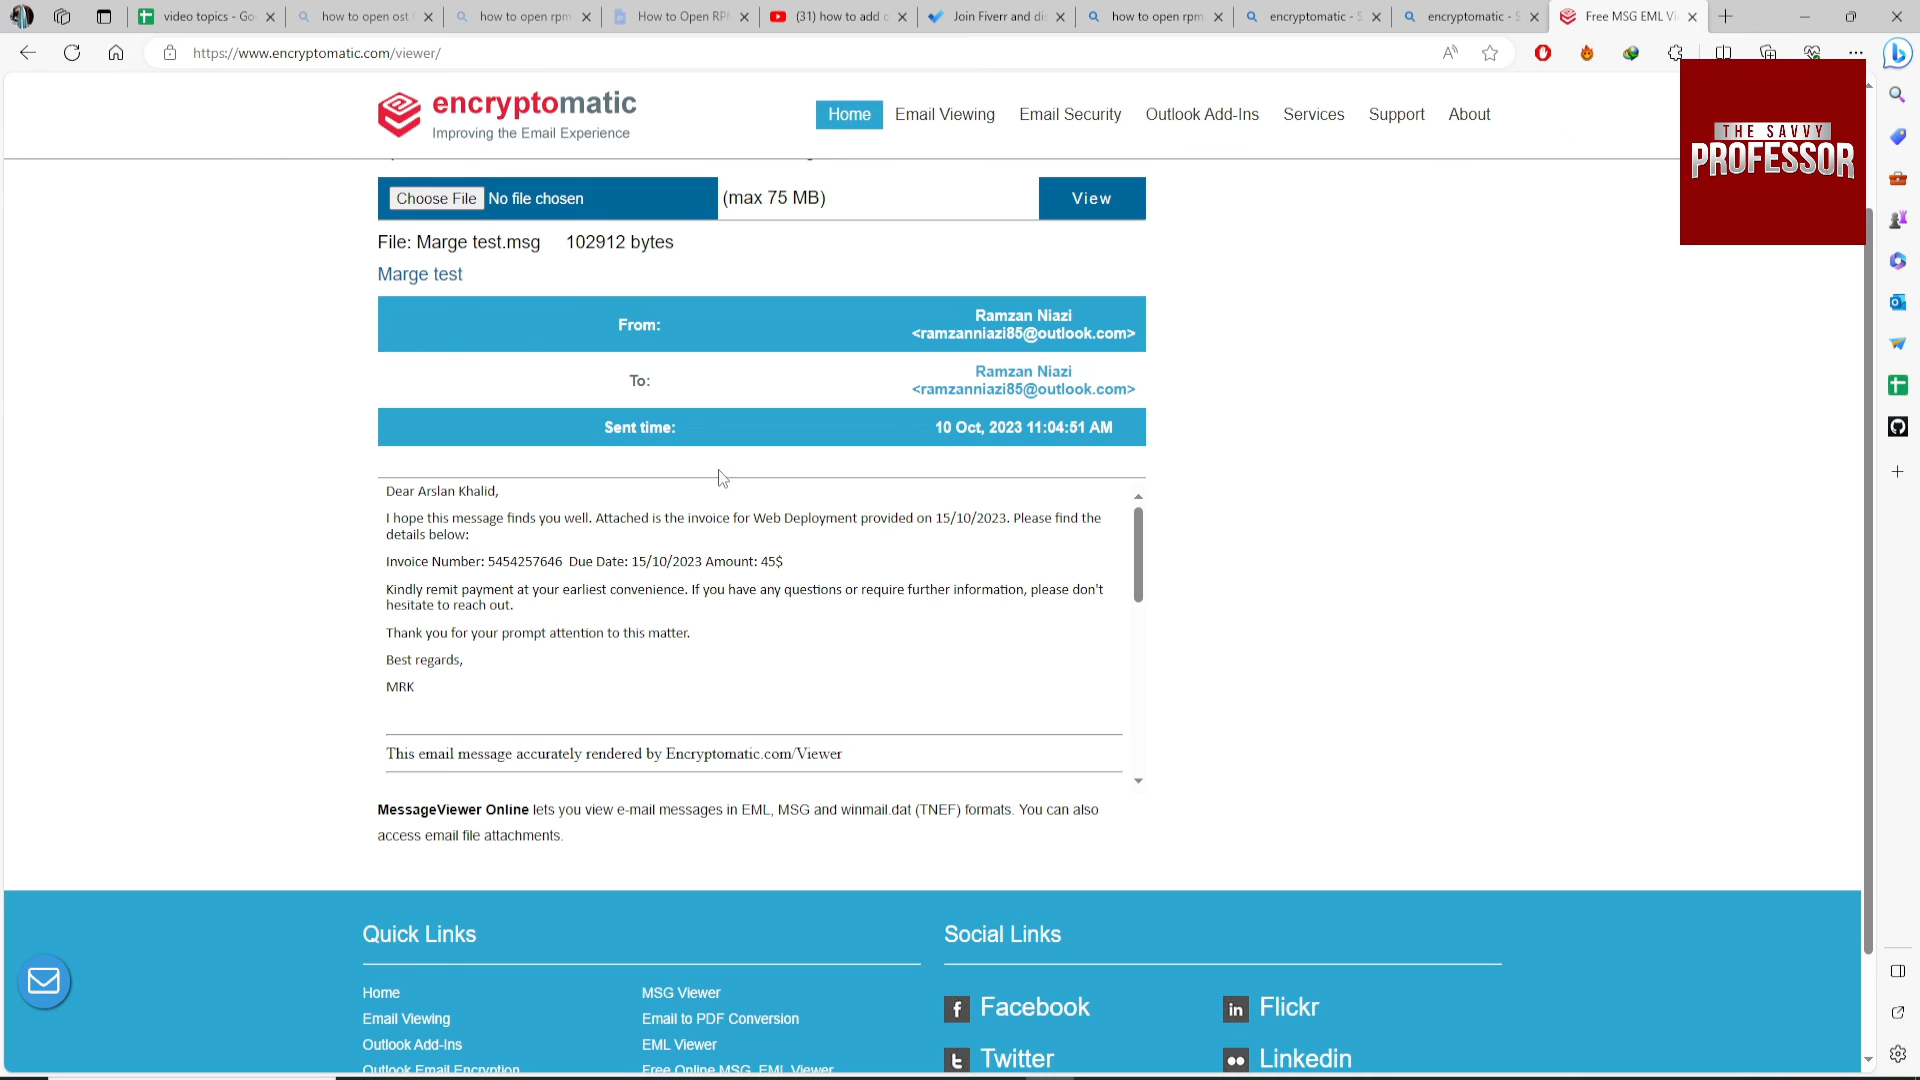 video topics - Go
how to open ost
how to open rpm
How to Open RP
(31) how to add c
Join Fiverr and di
how to open rpm
encryptomatic - S
encryptomatic - S
Free MSG EML Vi
https://www.encryptomatic.com/viewer/
THE SAVVY
PROFESSOR
encryptomatic
Improving the Email Experience
Home Email Viewing Email Security Outlook Add-Ins Services Support About
Choose File No file chosen (max 75 MB) View
File: Marge test.msg 102912 bytes
Marge test
From: Ramzan Niazi
<ramzanniazi85@outlook.com>
To: Ramzan Niazi
<ramzanniazi85@outlook.com>
Sent time: 10 Oct, 2023 11:04:51 AM
Dear Arslan Khalid,
I hope this message finds you well. Attached is the invoice for Web Deployment provided on 15/10/2023. Please find the
details below:
Invoice Number: 5454257646 Due Date: 15/10/2023 Amount: 45$
Kindly remit payment at your earliest convenience. If you have any questions or require further information, please don't
hesitate to reach out.
Thank you for your prompt attention to this matter.
Best regards,
MRK
This email message accurately rendered by Encryptomatic.com/Viewer
MessageViewer Online lets you view e-mail messages in EML, MSG and winmail.dat (TNEF) formats. You can also
access email file attachments.
Quick Links
Home
Email Viewing
Outlook Add-Ins
Outlook Email Encryption
MSG Viewer
Email to PDF Conversion
EML Viewer
Free Online MSG, EML Viewer
Social Links
Facebook
Flickr
Twitter
Linkedin